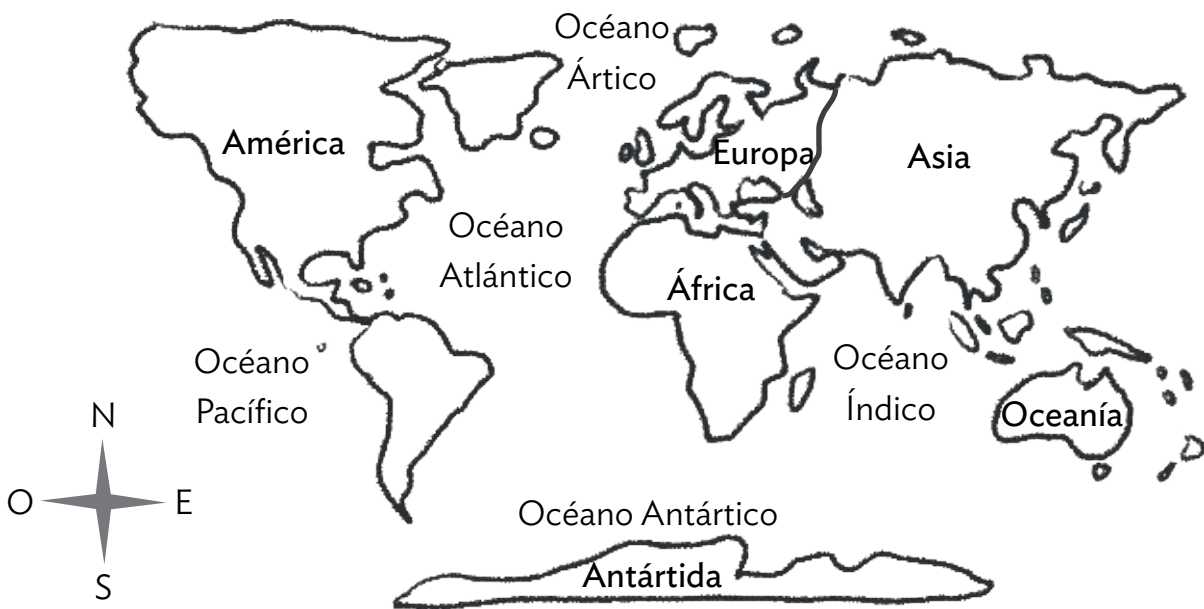 Océano
Ártico
América
Europa
Asia
Océano
Atlántico
África
Océano
Pacífico
Océano
Índico
Oceanía
N
O
E
S
Océano Antártico
Antártida